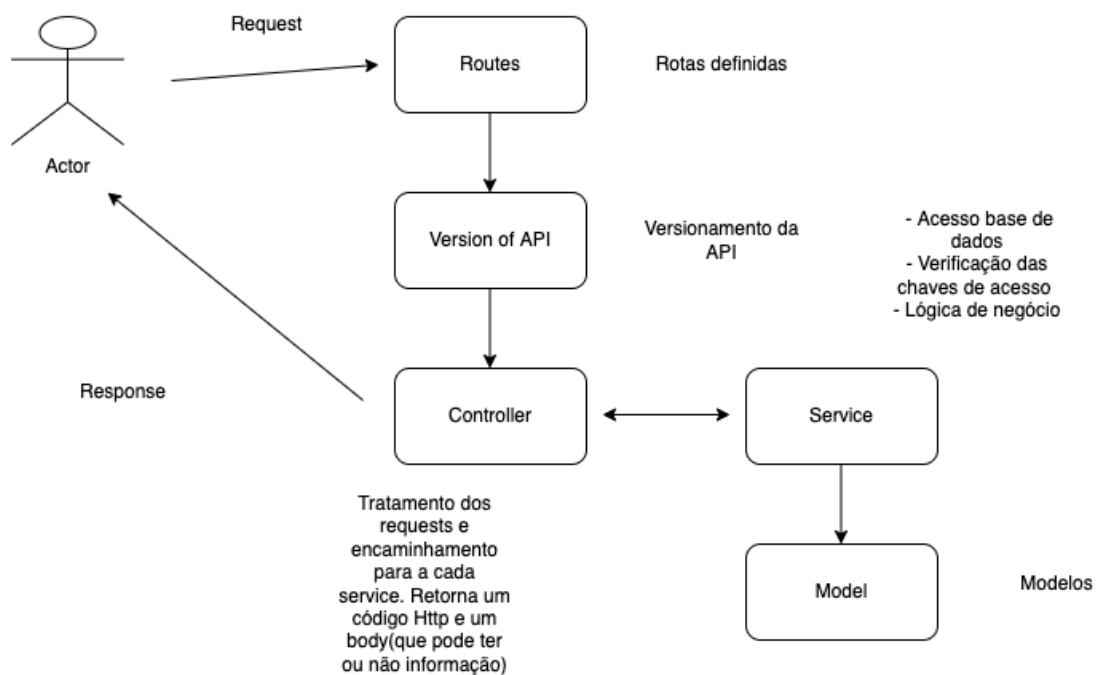 Request
Routes
Rotas definidas
Actor
Version of API
Versionamento da
API
- Acesso base de
dados
- Verificação das
chaves de acesso
- Lógica de negócio
Response
Controller
Service
Tratamento dos
requests e
encaminhamento
para a cada
service. Retorna um
código Http e um
body(que pode ter
ou não informação)
Model
Modelos